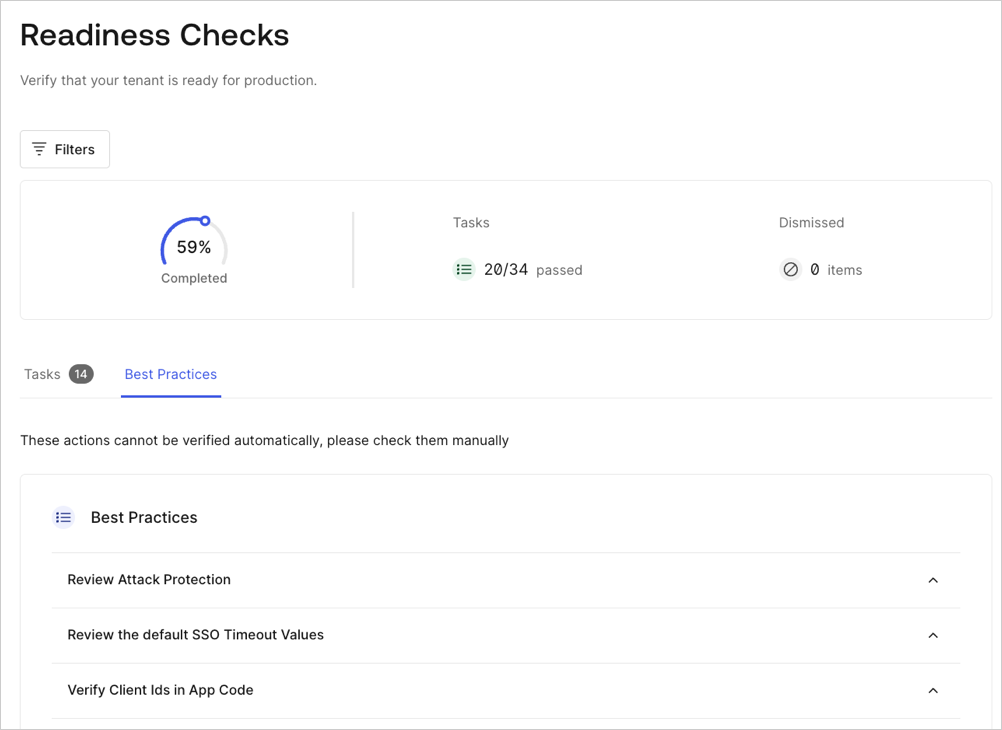 Readiness Checks
Verify that your tenant is ready for production.
Filters
59%
Completed
Tasks
20/34 passed
Dismissed
0 items
Tasks 14 Best Practices
These actions cannot be verified automatically, please check them manually
Best Practices
Review Attack Protection
Review the default SSO Timeout Values
Verify Client Ids in App Code